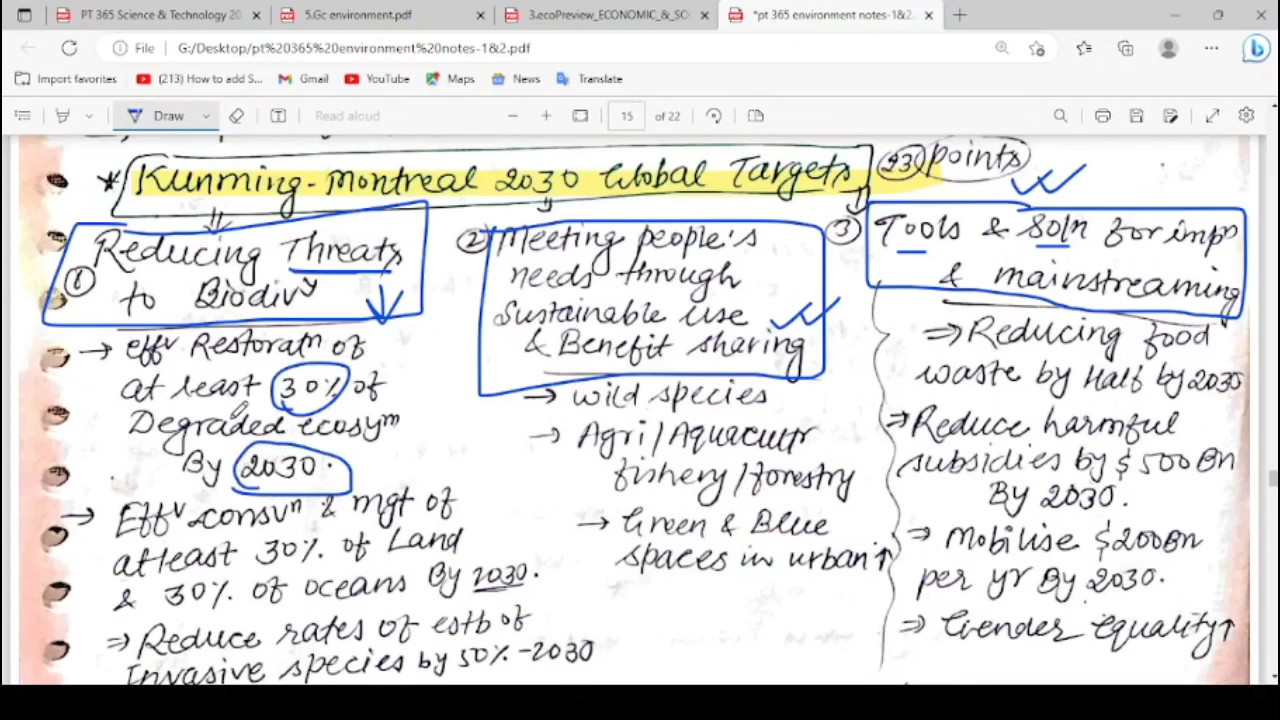 PT 365 Science & Technology 20
5.Gc environment.pdf
3.ecoPreview_ECONOMIC_&_SO
*pt 365 environment notes-1&2.
File
G:/Desktop/pt%20365%20environment%20notes-1&2.pdf
Import favorites
(213) How to add S...
Gmail
YouTube
Maps
News
Translate
Draw
Read aloud
15
of 22
* Kunming-Montreal 2030 Global Targets
23 points
① Reducing Threats
to Biodivy
→ effv Restoratn of
at least 30% of
Degraded ecosym
By 2030.
→ Effv consvn & mgt of
atleast 30% of Land
& 30% of oceans By 2030.
⇒ Reduce rates of estb of
Invasive species by 50% -2030
② Meeting people's
needs through
Sustainable use
& Benefit sharing
→ wild species
→ Agri/Aquacultr
fishery/forestry
→ Green & Blue
spaces in urban↑
③ Tools & Soln for imp
& mainstreaming
⇒ Reducing food
waste by Half by 2030
⇒ Reduce harmful
subsidies by $500Bn
By 2030.
⇒ Mobilise $200Bn
per yr By 2030.
⇒ Gender equality↑